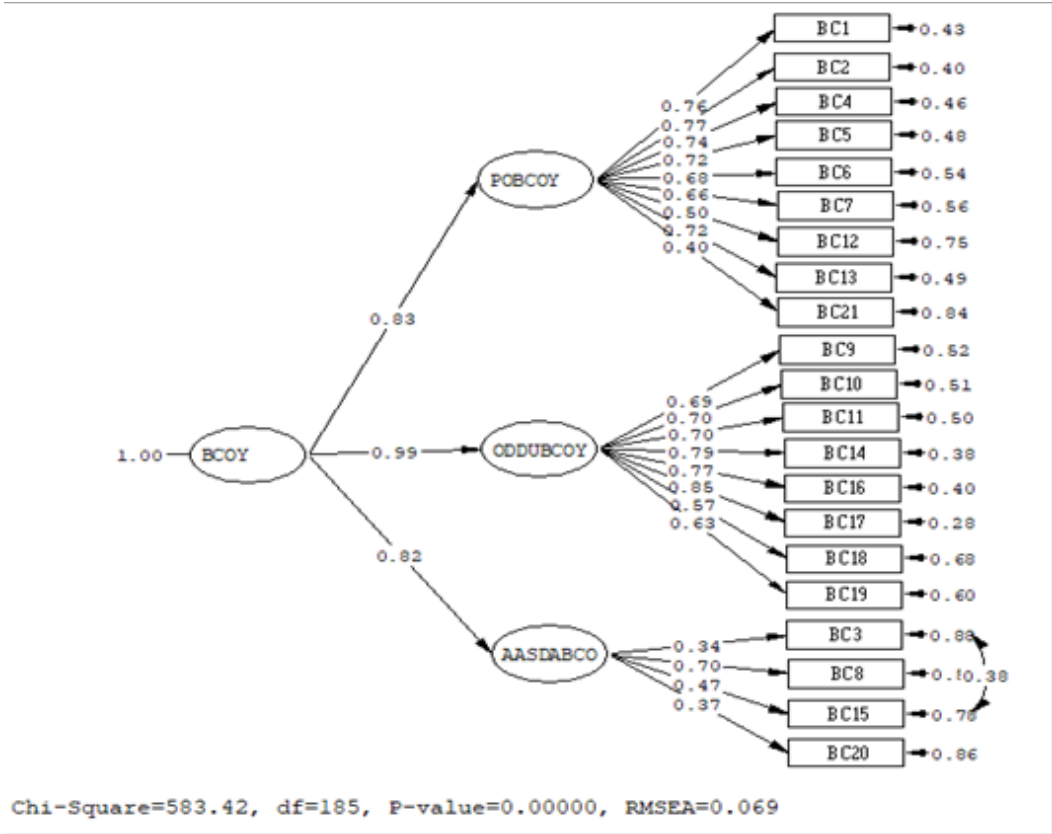 BC1 0.43
BC2 0.40
0.76 BC4 0.46
0.77
0.74 BC5 0.48
0.72
POBCOY 0.68 BC6 0.54
0.66
0.50 BC7 0.56
0.72 BC12 0.75
0.40
BC13 0.49
BC21 0.84
0.83
BC9 0.52
BC10 0.51
0.69
0.70 BC11 0.50
0.70
1.00 BCOY 0.99 ODDUBCOY 0.79 BC14 0.38
0.77
0.85 BC16 0.40
0.57
0.63 BC17 0.28
BC18 0.68
0.82
BC19 0.60
BC3 0.88
0.34
AASDABCO 0.70 BC8 0.38
0.47
0.37 BC15 0.78
BC20 0.86
Chi-Square=583.42, df=185, P-value=0.00000, RMSEA=0.069